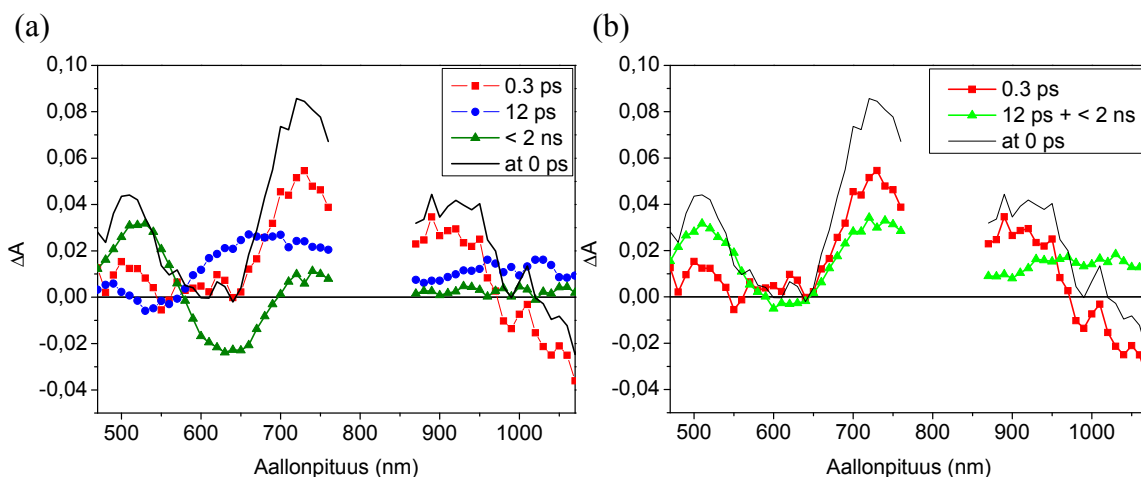 (a)
(b)
0,10
0,08
0,06
0,04
0,02
0,00
-0,02
-0,04
ΔA
0.3 ps
12 ps
< 2 ns
at 0 ps
500 600 700 800 900 1000
Aallonpituus (nm)
0,10
0,08
0,06
0,04
0,02
0,00
-0,02
-0,04
ΔA
0.3 ps
12 ps + < 2 ns
at 0 ps
500 600 700 800 900 1000
Aallonpituus (nm)